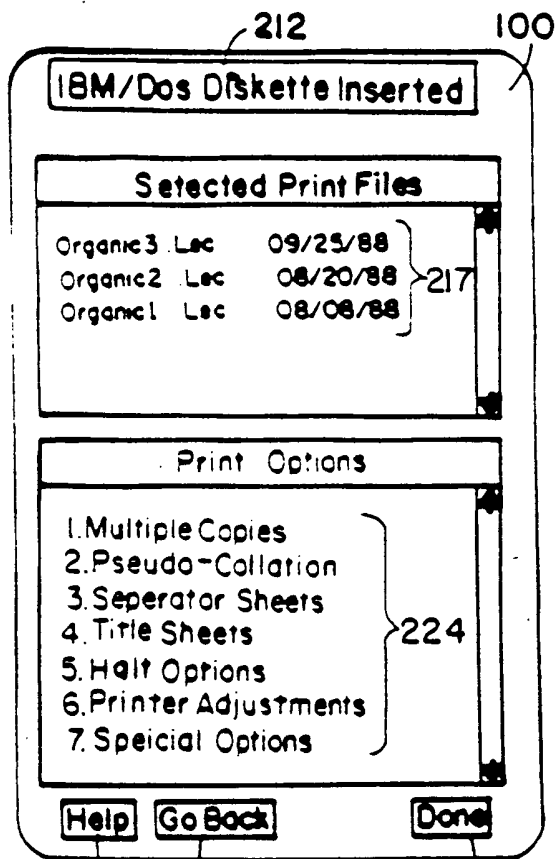 212 100
IBM/Dos Diskette Inserted
Selected Print Files
Organic3 .Lec 09/25/88
Organic2 .Lec 08/20/88
Organic1 Lec 08/08/88
217
Print Options
1. Multiple Copies
2. Pseudo-Collation
3. Seperator Sheets
4. Title Sheets
5. Halt Options
6. Printer Adjustments
7. Speicial Options
224
Help Go Back Done